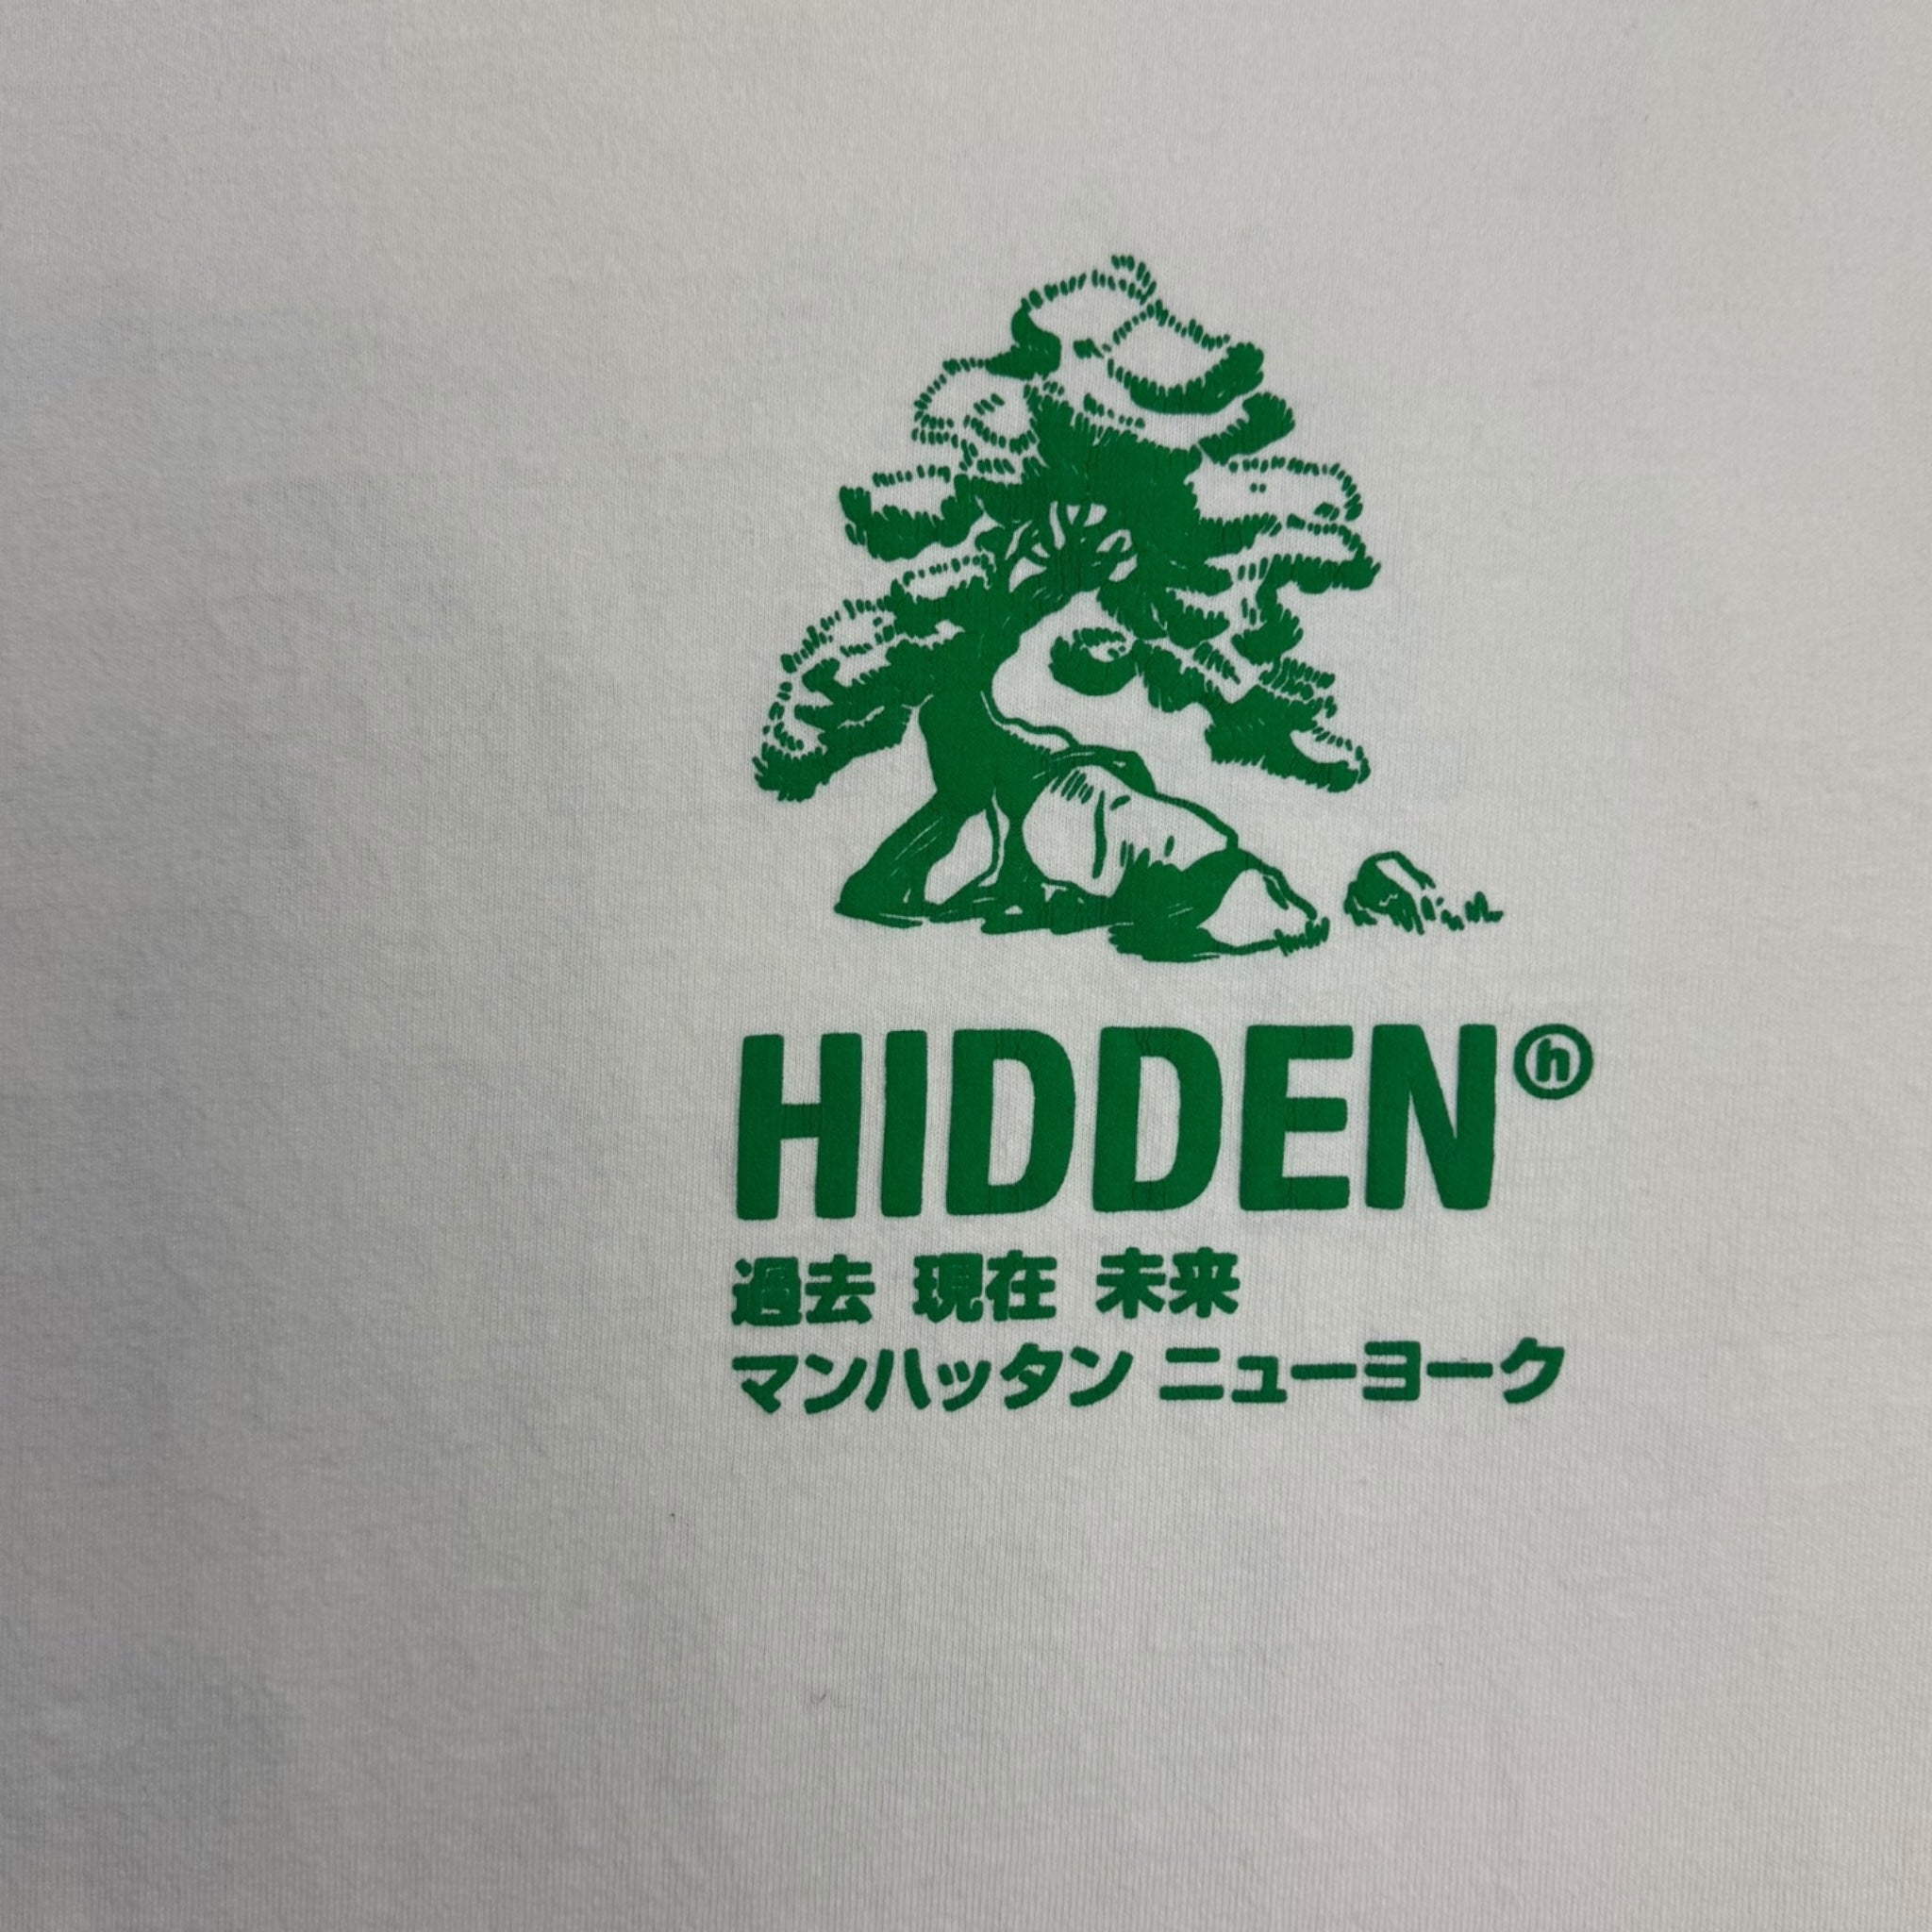 HIDDEN ⓗ
過去 現在 未来
マンハッタン ニューヨーク